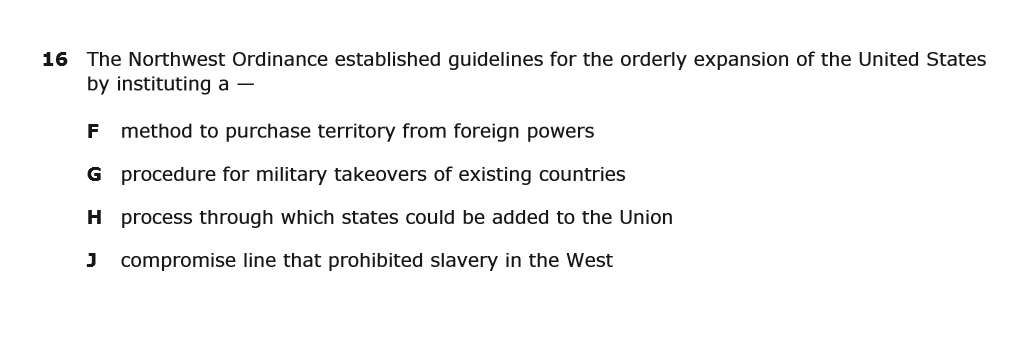 16 The Northwest Ordinance established guidelines for the orderly expansion of the United States
by instituting a —
F method to purchase territory from foreign powers
G procedure for military takeovers of existing countries
H process through which states could be added to the Union
J compromise line that prohibited slavery in the West